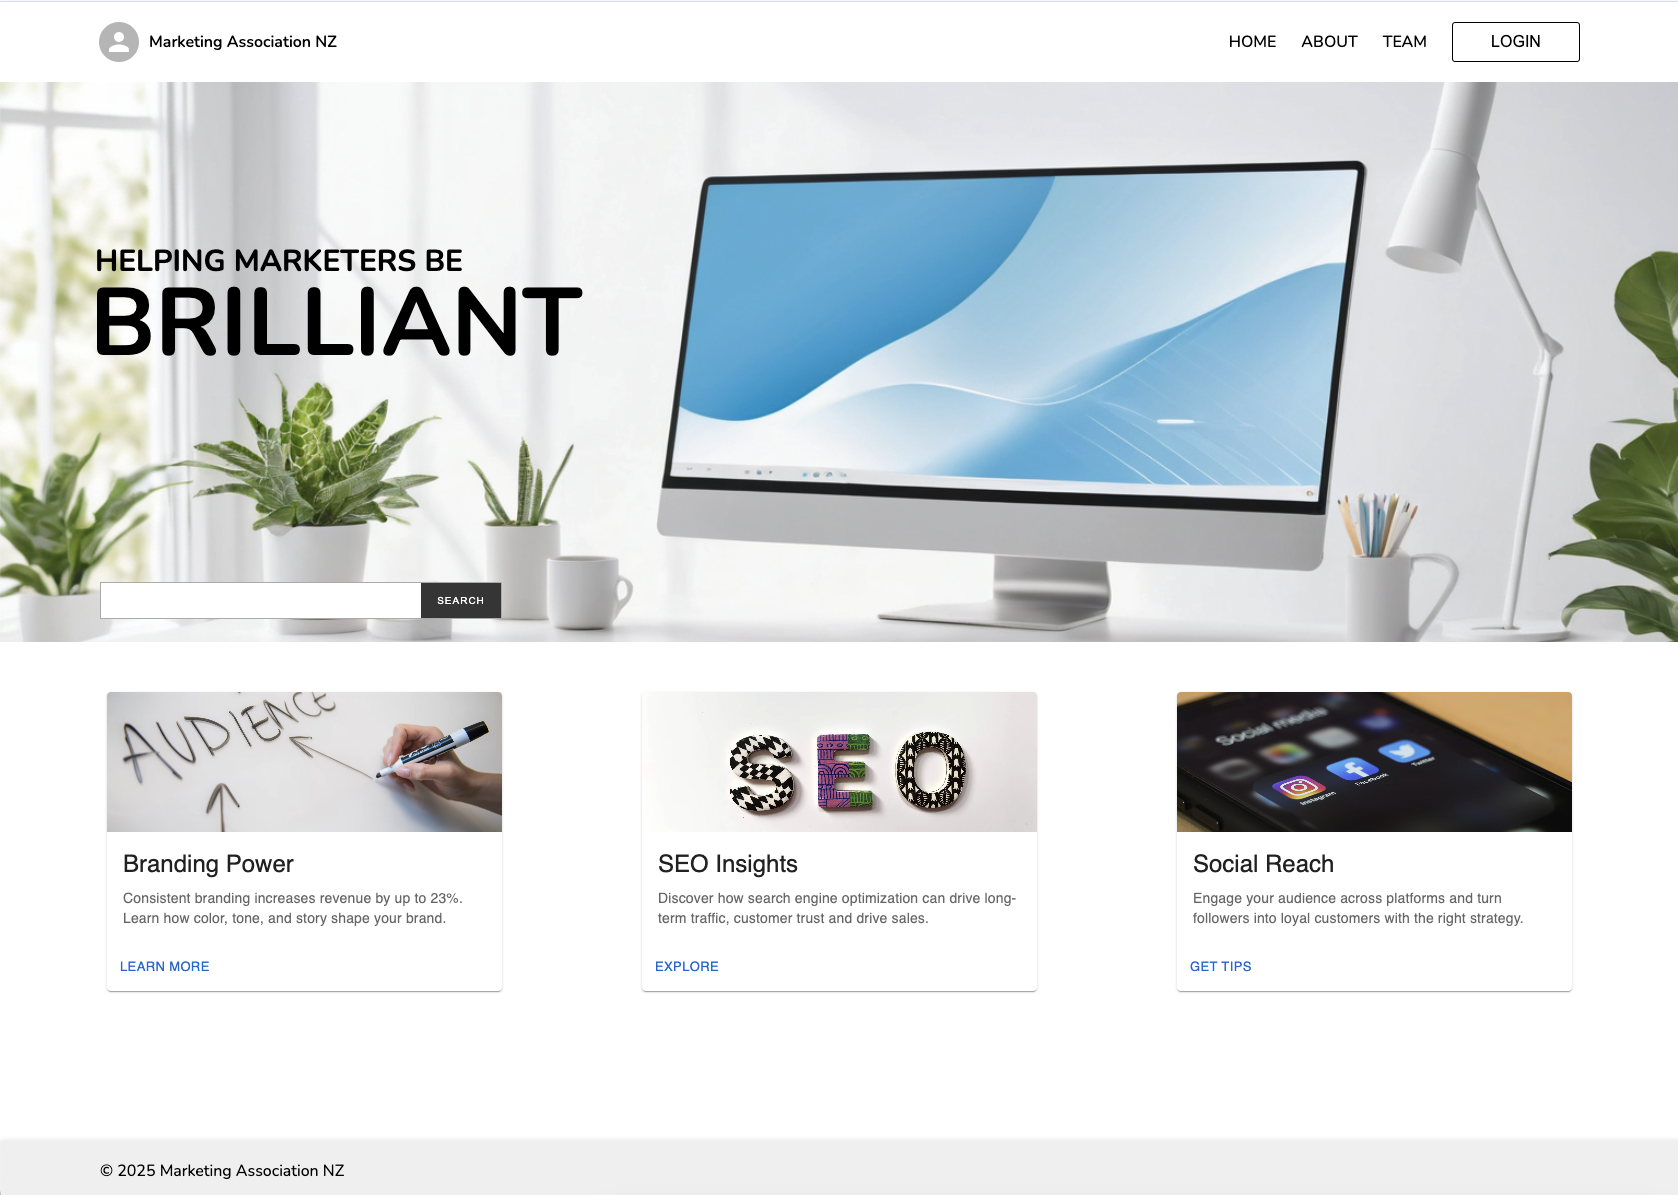 Marketing Association NZ
HOME ABOUT TEAM LOGIN
HELPING MARKETERS BE
BRILLIANT
SEARCH
AUDIENCE
Branding Power
Consistent branding increases revenue by up to 23%.
Learn how color, tone, and story shape your brand.
LEARN MORE
SEO
SEO Insights
Discover how search engine optimization can drive long-
term traffic, customer trust and drive sales.
EXPLORE
Social media
Instagram
Facebook
Twitter
Social Reach
Engage your audience across platforms and turn
followers into loyal customers with the right strategy.
GET TIPS
© 2025 Marketing Association NZ